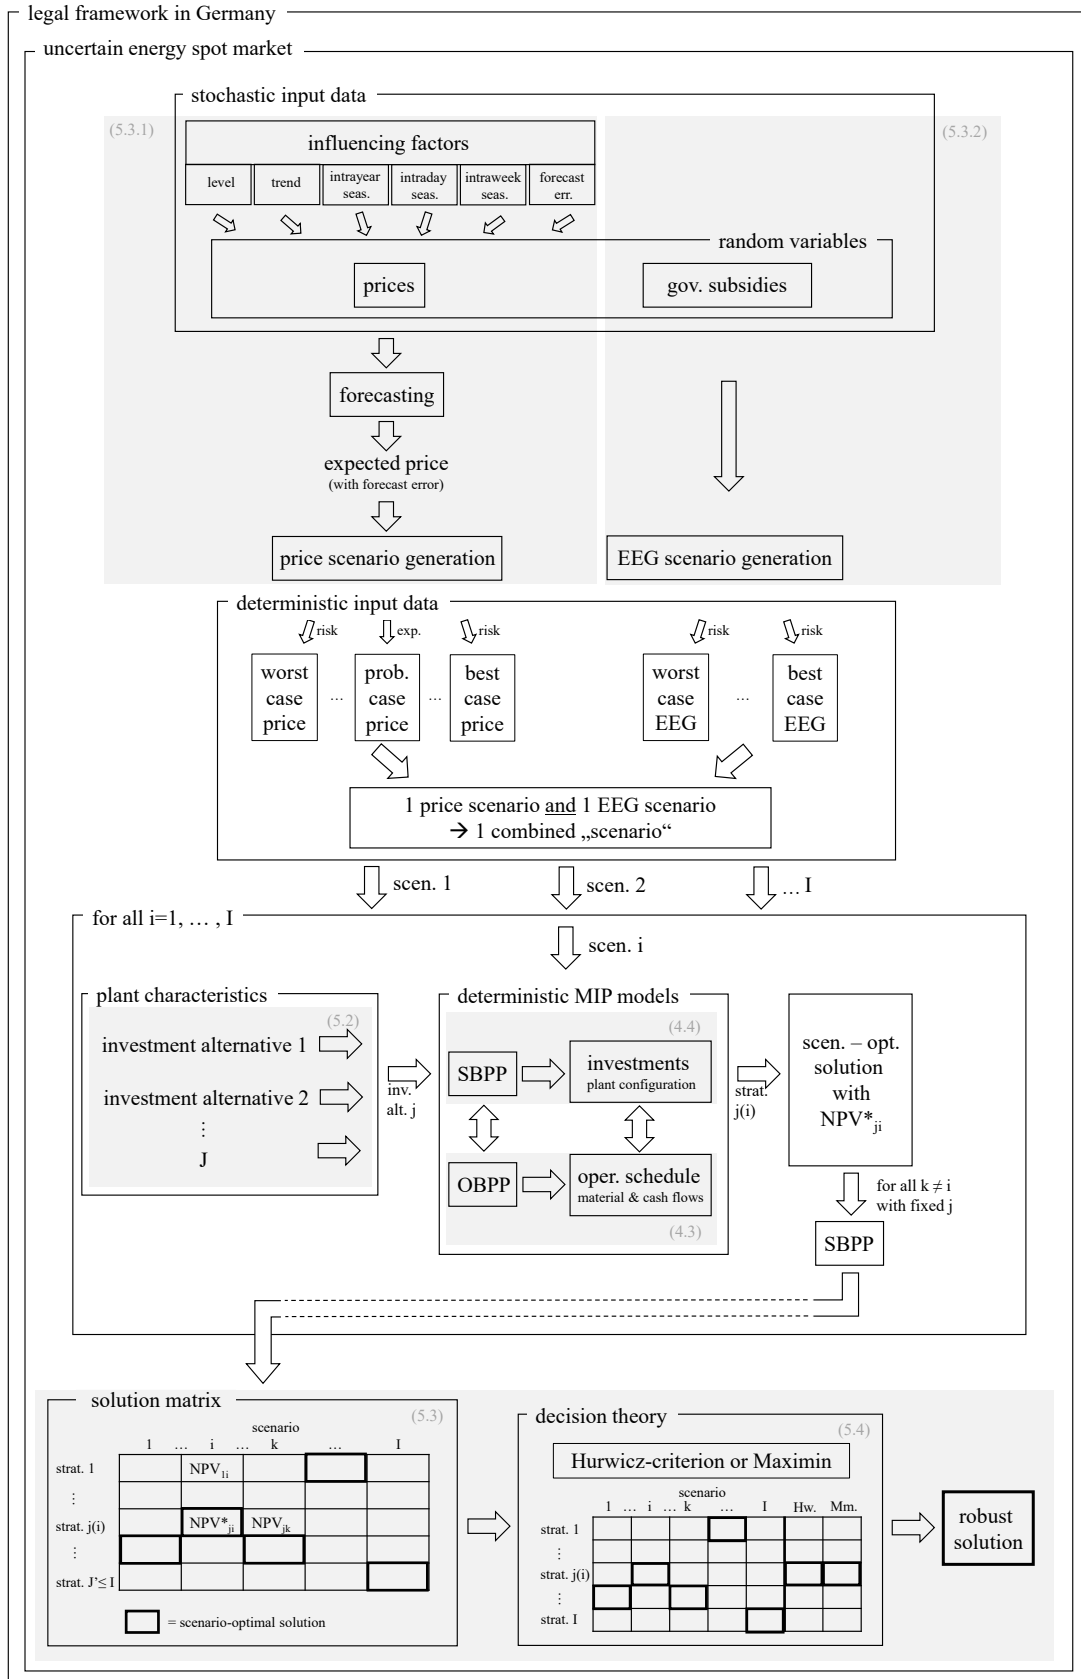 legal framework in Germany
uncertain energy spot market
stochastic input data
(5.3.1)
(5.3.2)
influencing factors
level
trend
intrayear
seas.
intraday
seas.
intraweek
seas.
forecast
err.
random variables
prices
gov. subsidies
forecasting
expected price
(with forecast error)
price scenario generation
EEG scenario generation
deterministic input data
risk
exp.
risk
risk
risk
worst
case
price
...
prob.
case
price
...
best
case
price
worst
case
EEG
...
best
case
EEG
1 price scenario and 1 EEG scenario
→ 1 combined „scenario“
scen. 1
scen. 2
... I
for all i=1, … , I
scen. i
plant characteristics
(5.2)
investment alternative 1
investment alternative 2
⋮
J
inv.
alt. j
deterministic MIP models
(4.4)
SBPP
investments
plant configuration
OBPP
oper. schedule
material & cash flows
(4.3)
strat.
j(i)
scen. – opt.
solution
with
NPV*ji
for all k ≠ i
with fixed j
SBPP
solution matrix
(5.3)
scenario
1 … i … k … I
strat. 1 NPV1i
⋮
strat. j(i) NPV*ji NPVjk
⋮
strat. J’≤ I
= scenario-optimal solution
decision theory
(5.4)
Hurwicz-criterion or Maximin
scenario
1 … i … k … I Hw. Mm.
strat. 1
⋮
strat. j(i)
⋮
strat. I
robust
solution